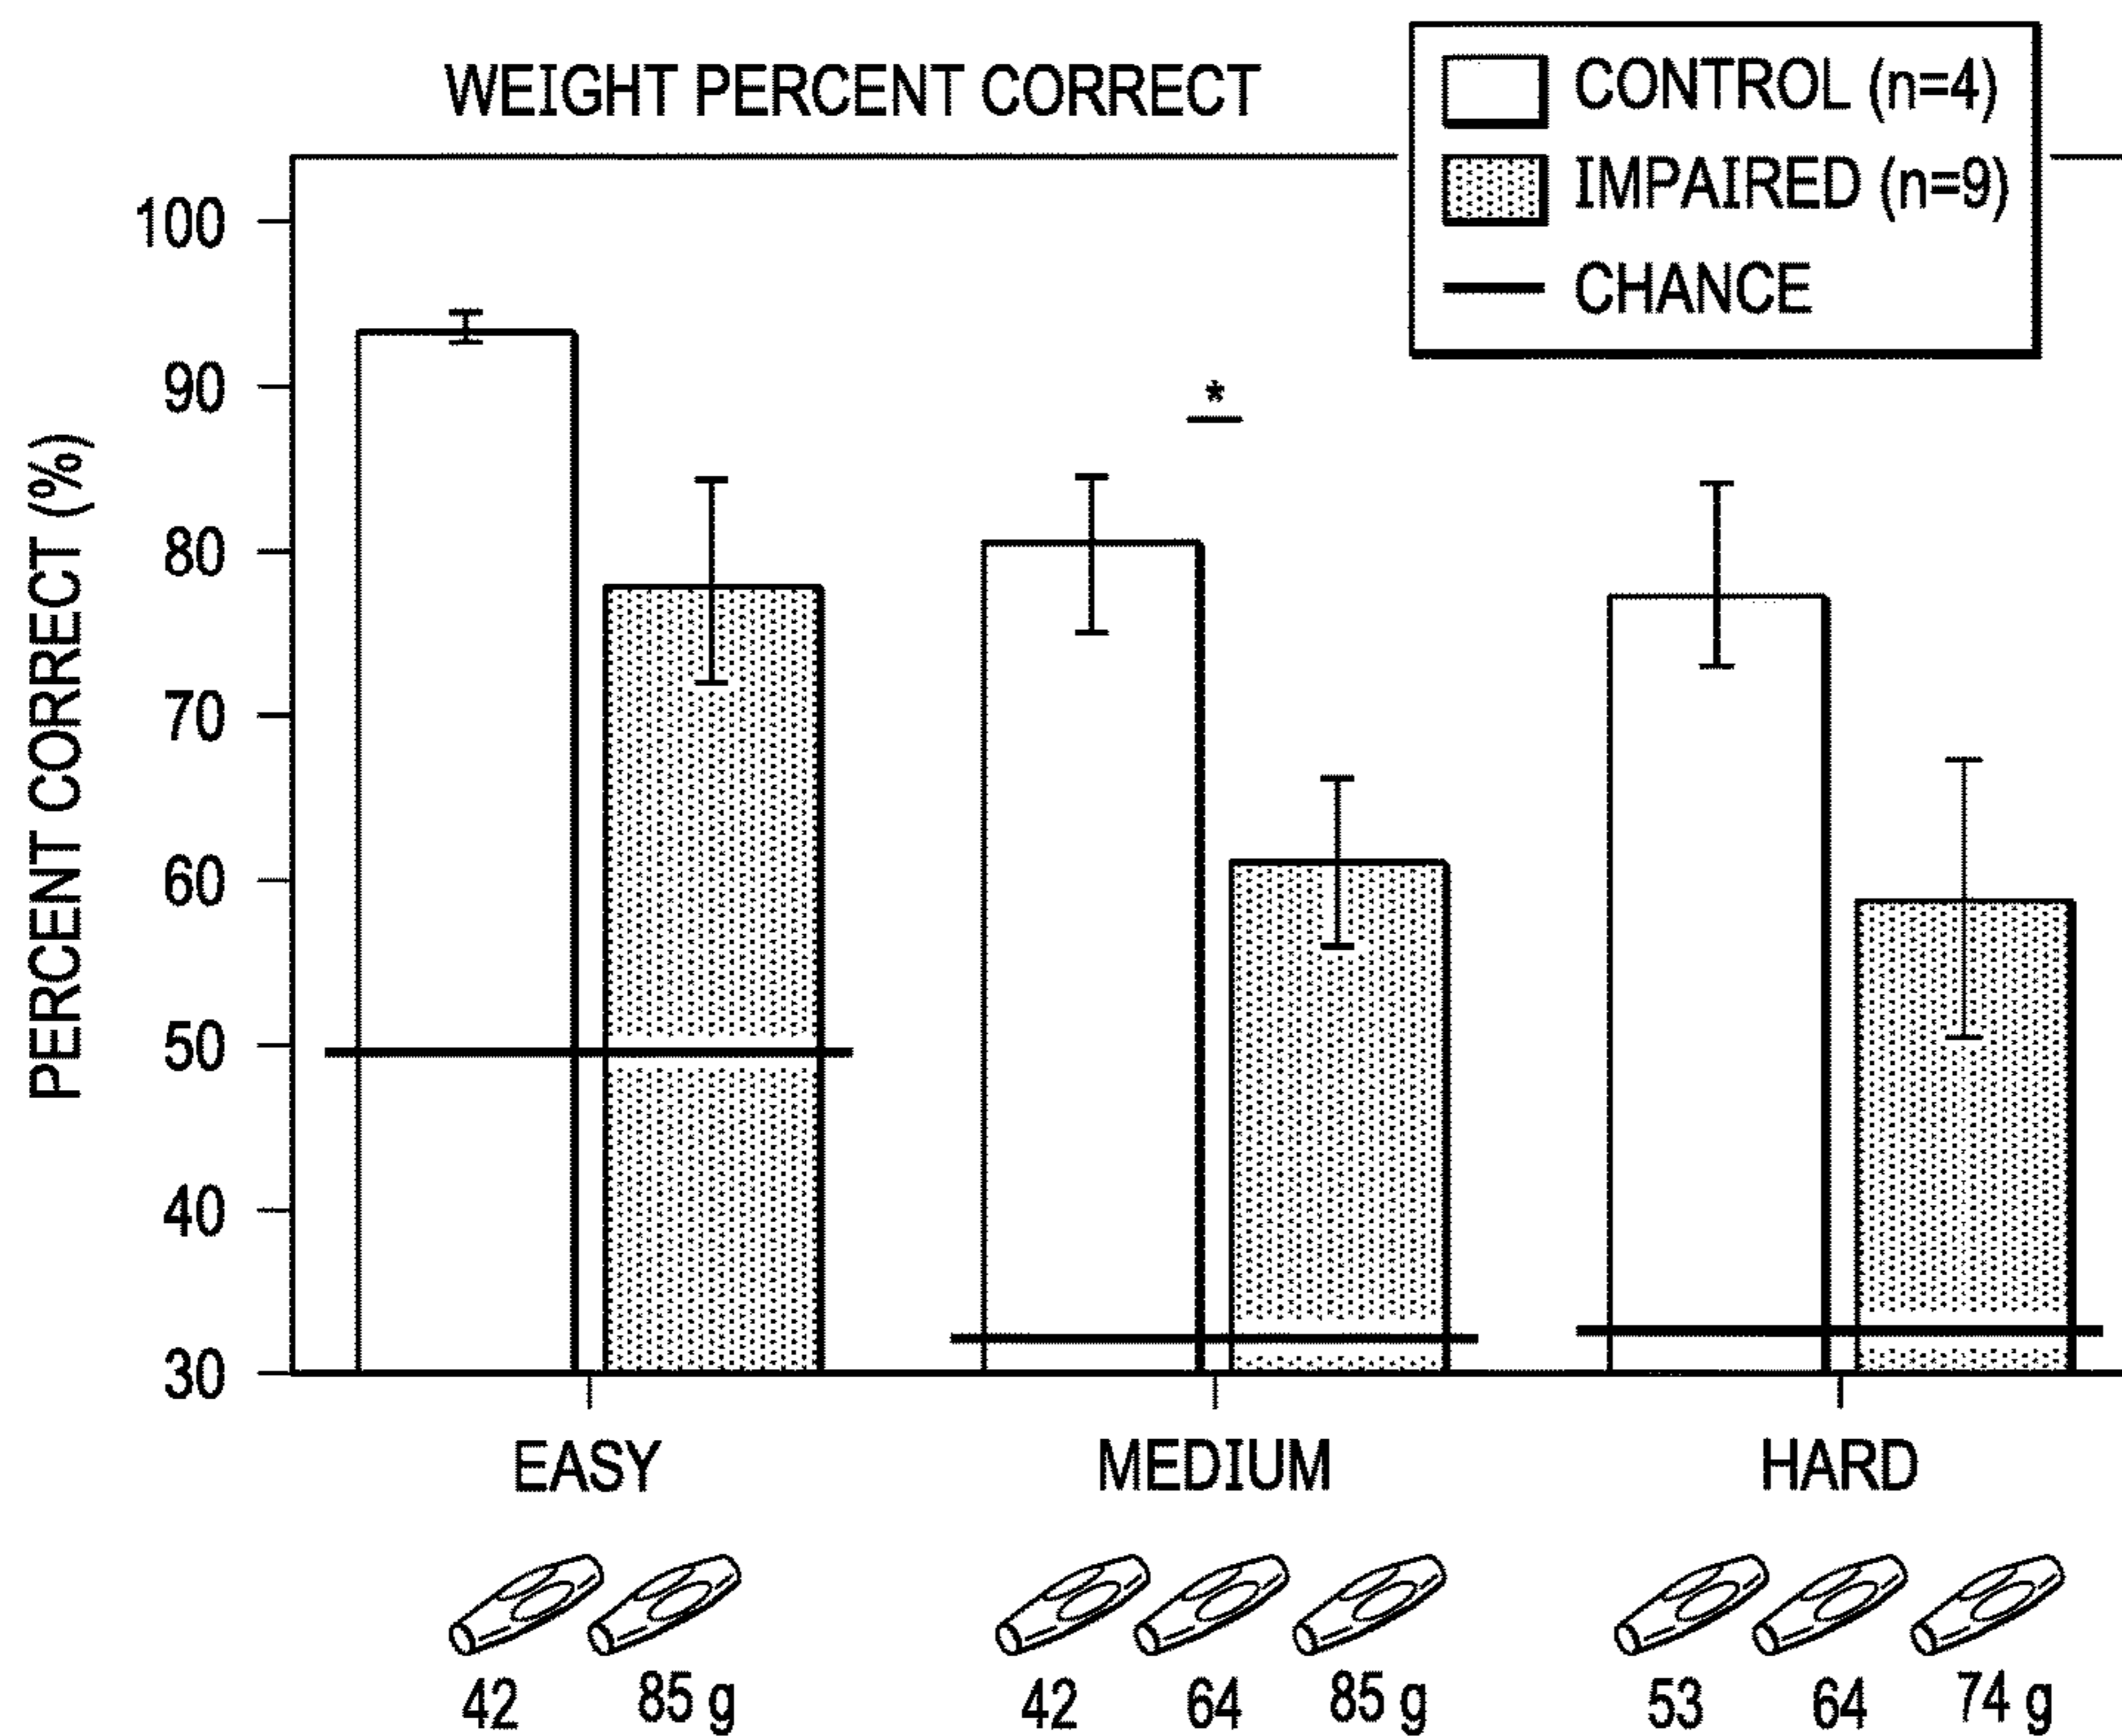 WEIGHT PERCENT CORRECT
CONTROL (n=4)
IMPAIRED (n=9)
CHANCE
PERCENT CORRECT (%)
100
90
80
70
60
50
40
30
*
EASY
MEDIUM
HARD
42 85 g
42 64 85 g
53 64 74 g